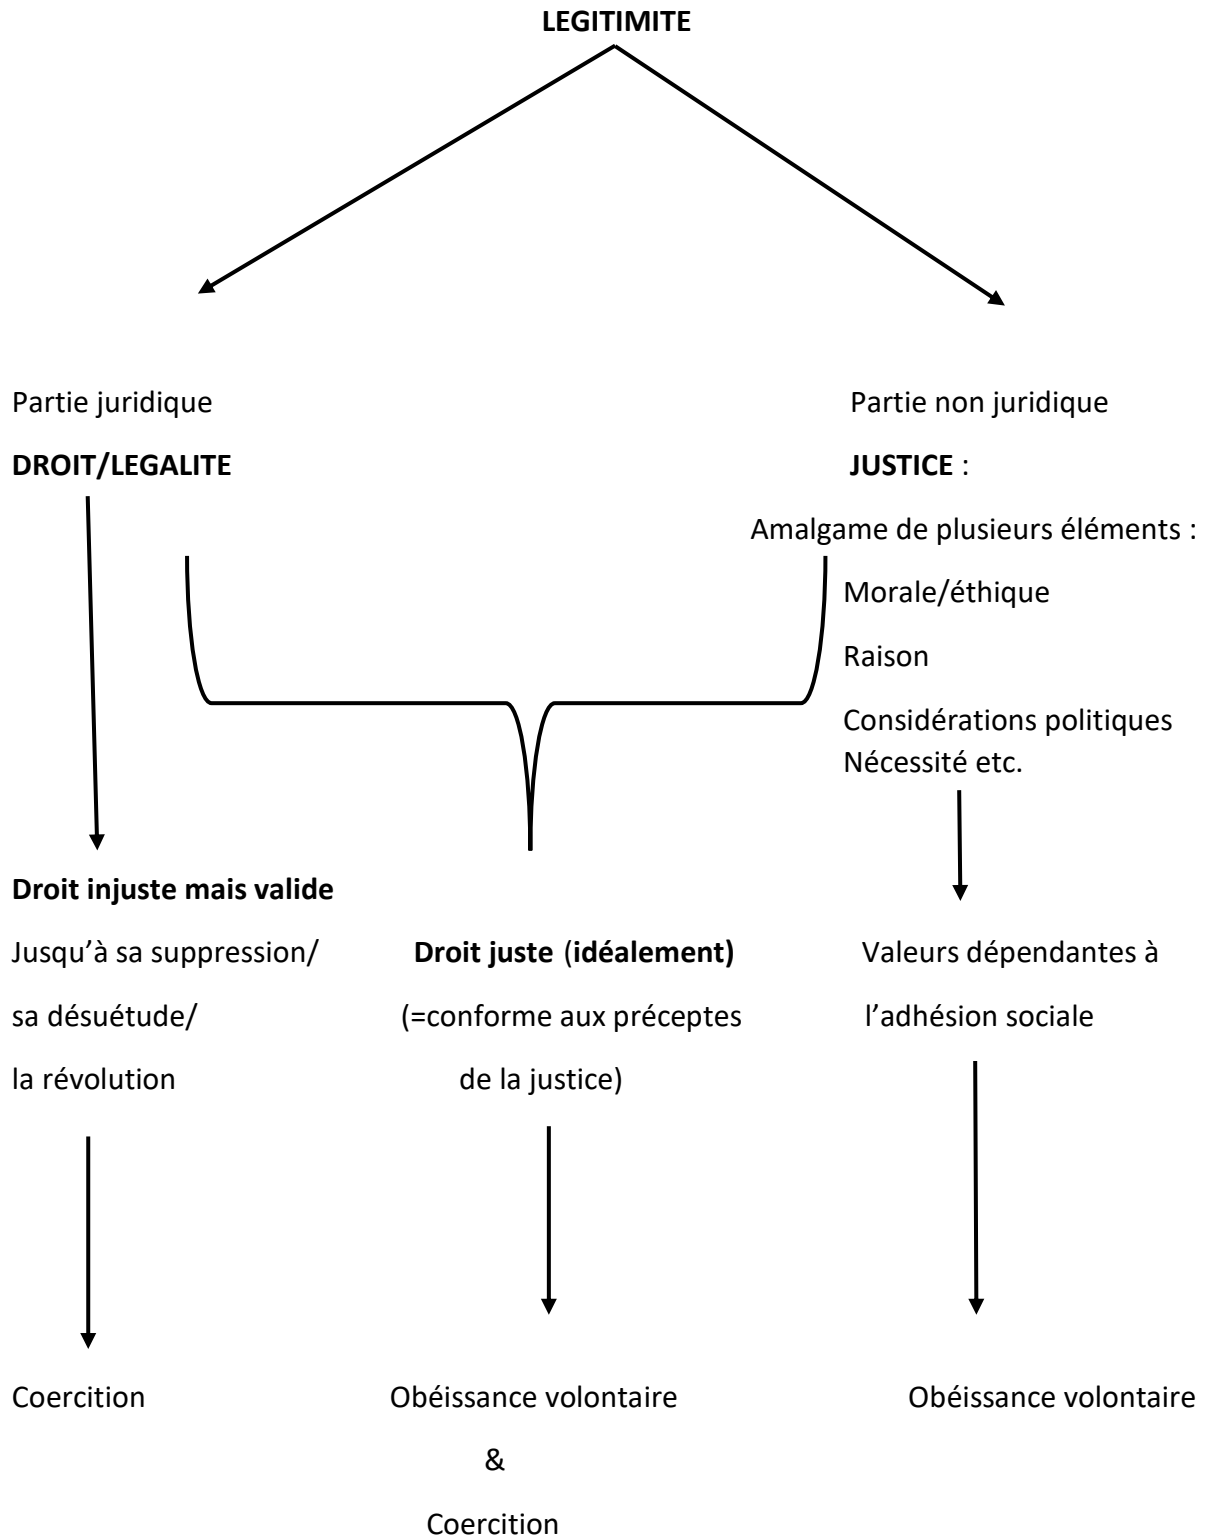 LEGITIMITE
Partie juridique
Partie non juridique
DROIT/LEGALITE
JUSTICE :
Amalgame de plusieurs éléments :
Morale/éthique
Raison
Considérations politiques
Nécessité etc.
Droit injuste mais valide
Jusqu’à sa suppression/
sa désuétude/
la révolution
Droit juste (idéalement)
(=conforme aux préceptes
de la justice)
Valeurs dépendantes à
l’adhésion sociale
Coercition
Obéissance volontaire
&
Coercition
Obéissance volontaire